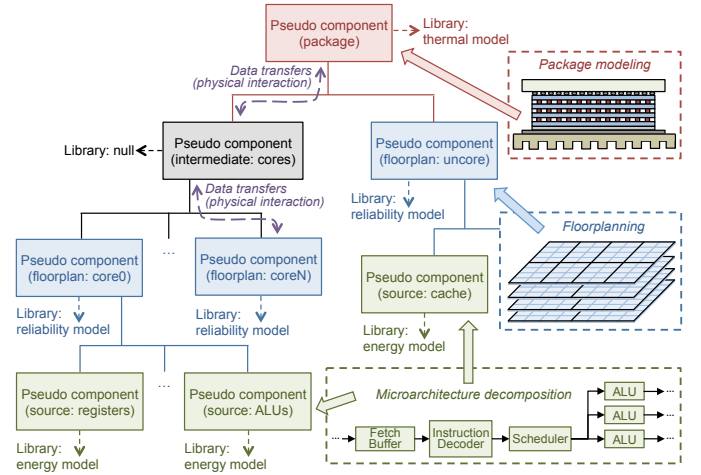 Pseudo component
(package)
Library:
thermal model
Package modeling
Data transfers
(physical interaction)
Library: null
Pseudo component
(intermediate: cores)
Pseudo component
(floorplan: uncore)
Library:
reliability model
Data transfers
(physical interaction)
Floorplanning
...
Pseudo component
(floorplan: core0)
Pseudo component
(floorplan: coreN)
Pseudo component
(source: cache)
Library:
reliability model
Library:
reliability model
Library:
energy model
...
Pseudo component
(source: registers)
Pseudo component
(source: ALUs)
Library:
energy model
Library:
energy model
Microarchitecture decomposition
...
Fetch
Buffer
Instruction
Decoder
Scheduler
ALU
...
ALU
...
ALU
...